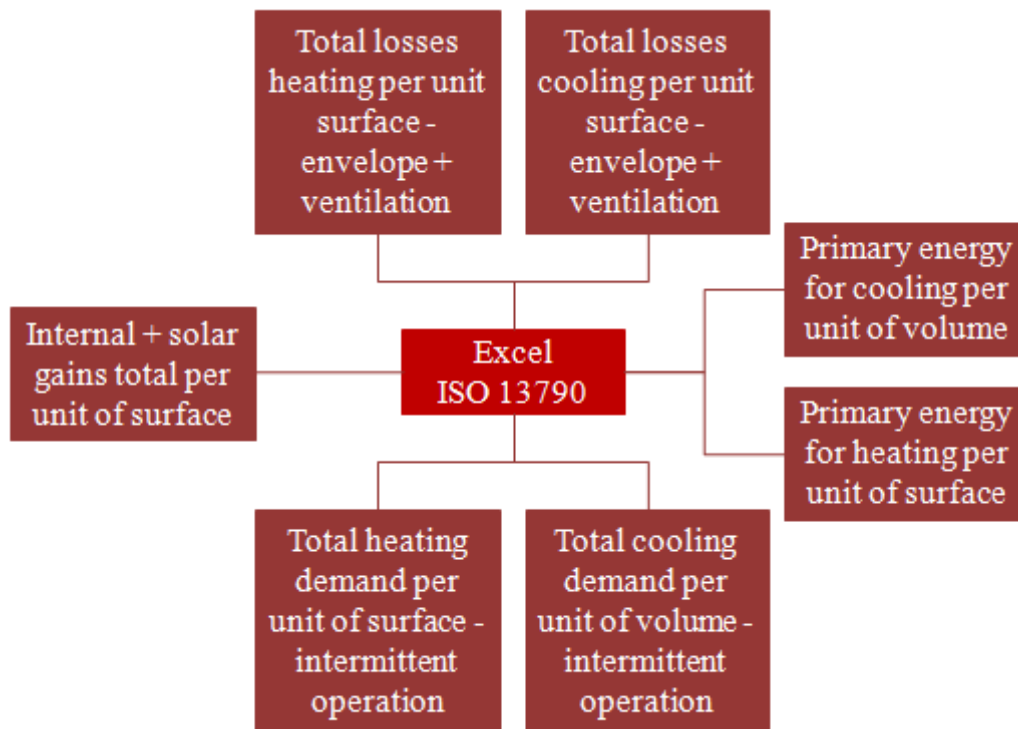 Total losses
heating per unit
surface -
envelope +
ventilation
Total losses
cooling per unit
surface -
envelope +
ventilation
Primary energy
for cooling per
unit of volume
Internal + solar
gains total per
unit of surface
Excel
ISO 13790
Primary energy
for heating per
unit of surface
Total heating
demand per
unit of surface -
intermittent
operation
Total cooling
demand per
unit of volume -
intermittent
operation